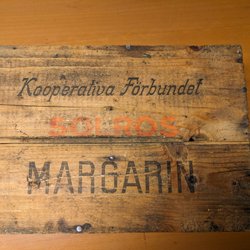 Kooperativa Förbundet
SOLROS
MARGARIN